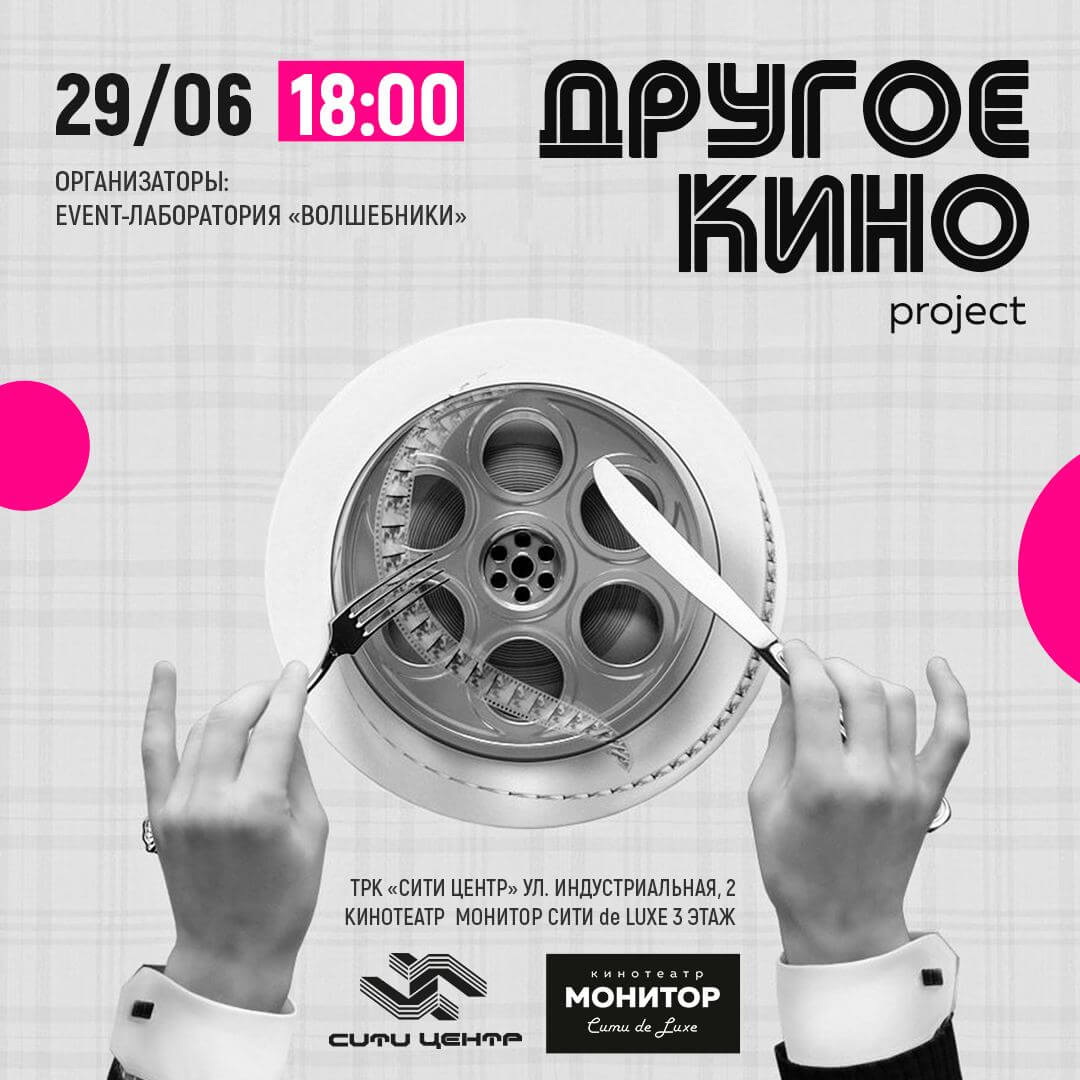 29/06 18:00
ОРГАНИЗАТОРЫ:
EVENT-ЛАБОРАТОРИЯ «ВОЛШЕБНИКИ»
ДРУГОЕ
КИНО
project
ТРК «СИТИ ЦЕНТР» УЛ. ИНДУСТРИАЛЬНАЯ, 2
КИНОТЕАТР МОНИТОР СИТИ de LUXE 3 ЭТАЖ
СИТИ ЦЕНТР
КИНОТЕАТР
МОНИТОР
Сити de Luxe